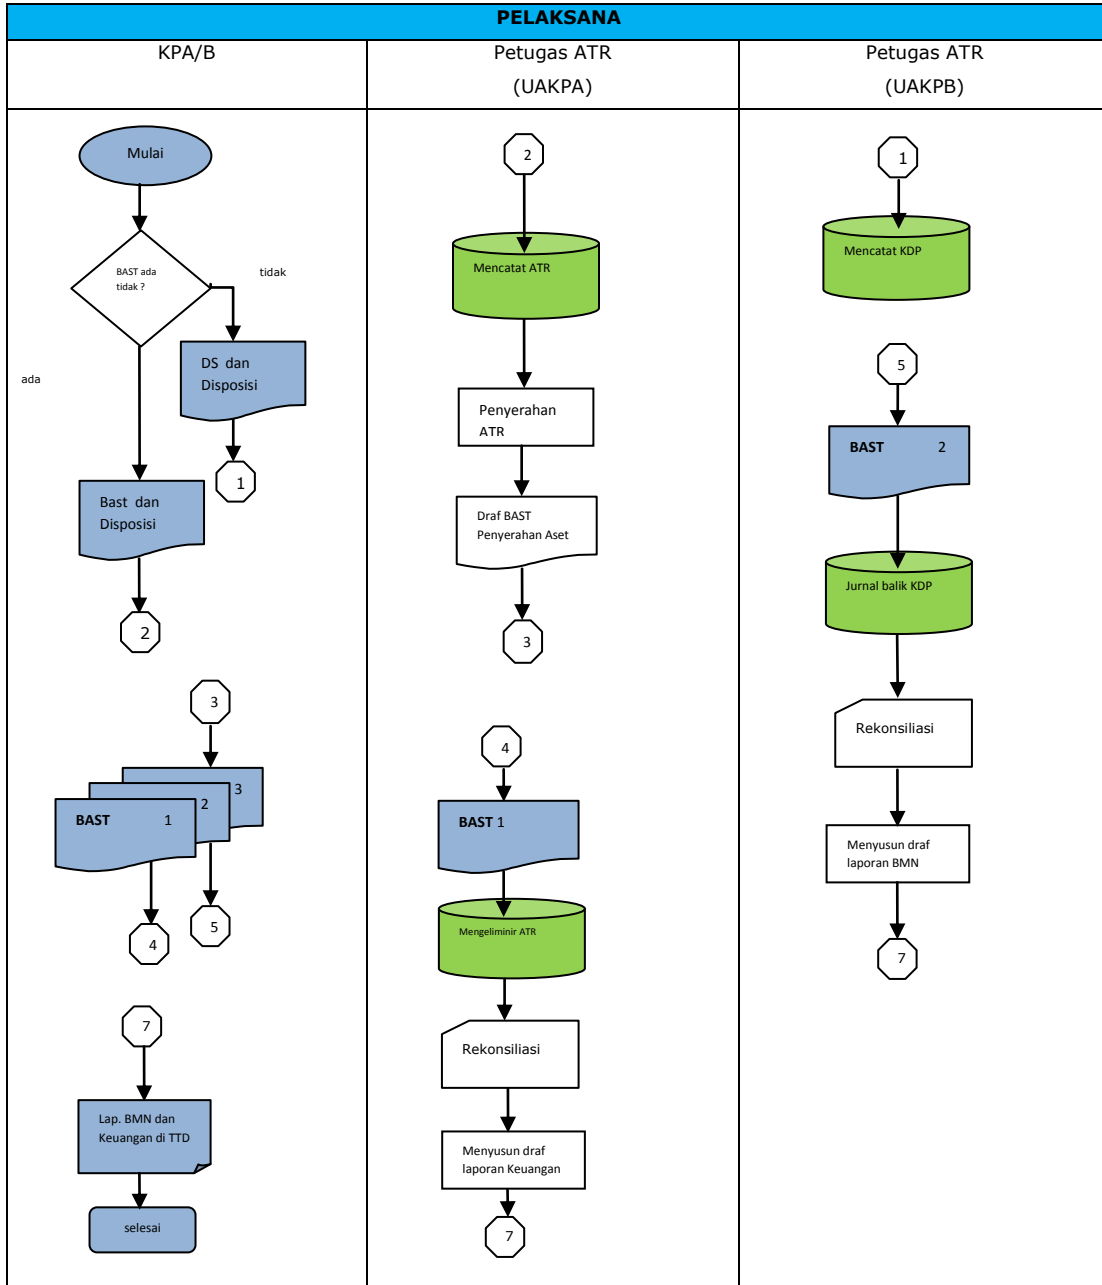 PELAKSANA
KPA/B
Petugas ATR
(UAKPA)
Petugas ATR
(UAKPB)
Mulai
BAST ada
tidak ?
tidak
ada
DS dan
Disposisi
1
Bast dan
Disposisi
2
3
3
2
BAST 1
4
5
7
Lap. BMN dan
Keuangan di TTD
selesai
2
Mencatat ATR
Penyerahan
ATR
Draf BAST
Penyerahan Aset
3
4
BAST 1
Mengeliminir ATR
Rekonsiliasi
Menyusun draf
laporan Keuangan
7
1
Mencatat KDP
5
BAST 2
Jurnal balik KDP
Rekonsiliasi
Menyusun draf
laporan BMN
7